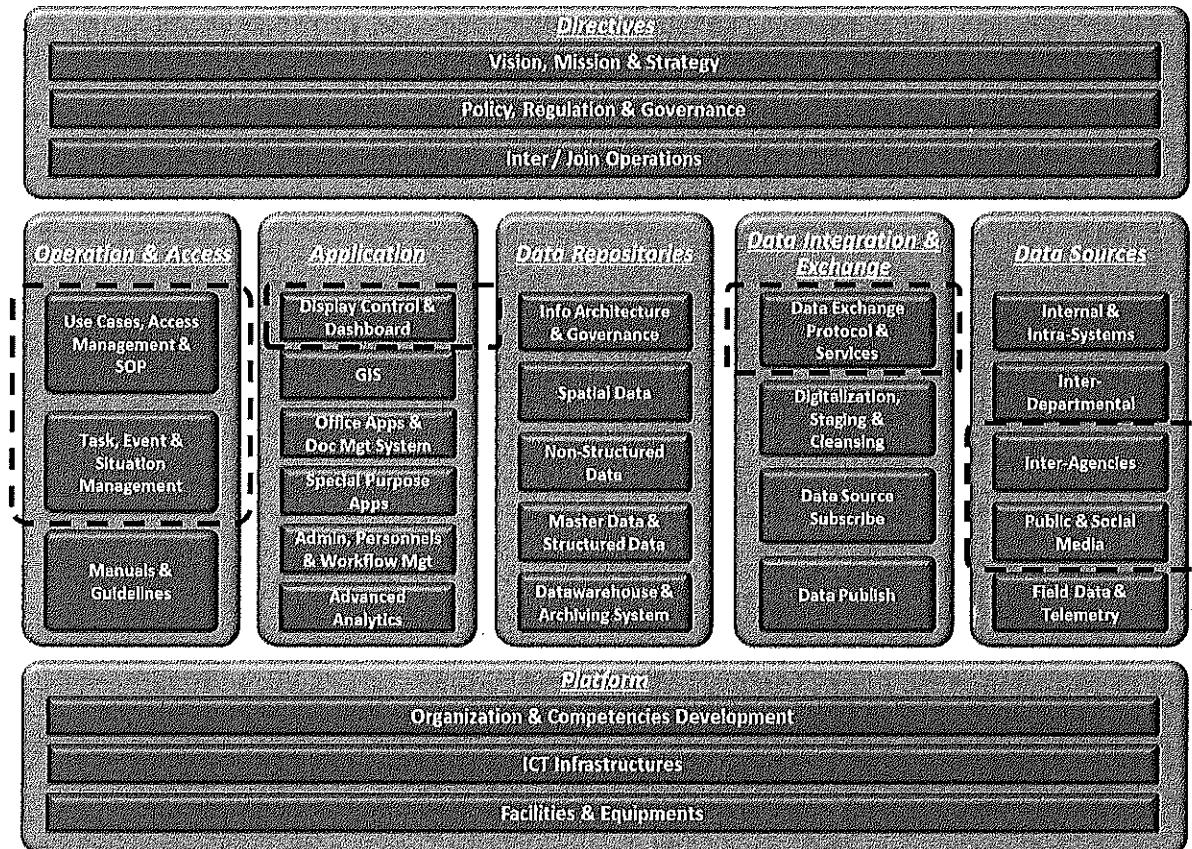 Directives
Vision, Mission & Strategy
Policy, Regulation & Governance
Inter / Join Operations
Operation & Access
Use Cases, Access
Management &
SOP
Task, Event &
Situation
Management
Manuals &
Guidelines
Application
Display Control &
Dashboard
GIS
Office Apps &
Doc Mgt System
Special Purpose
Apps
Admin, Personnels
& Workflow Mgt
Advanced
Analytics
Data Repositories
Info Architecture
& Governance
Spatial Data
Non-Structured
Data
Master Data &
Structured Data
Datawarehouse &
Archiving System
Data Integration &
Exchange
Data Exchange
Protocol &
Services
Digitalization,
Staging &
Cleansing
Data Source
Subscribe
Data Publish
Data Sources
Internal &
Intra-Systems
Inter-
Departmental
Inter-Agencies
Public & Social
Media
Field Data &
Telemetry
Platform
Organization & Competencies Development
ICT Infrastructures
Facilities & Equipments